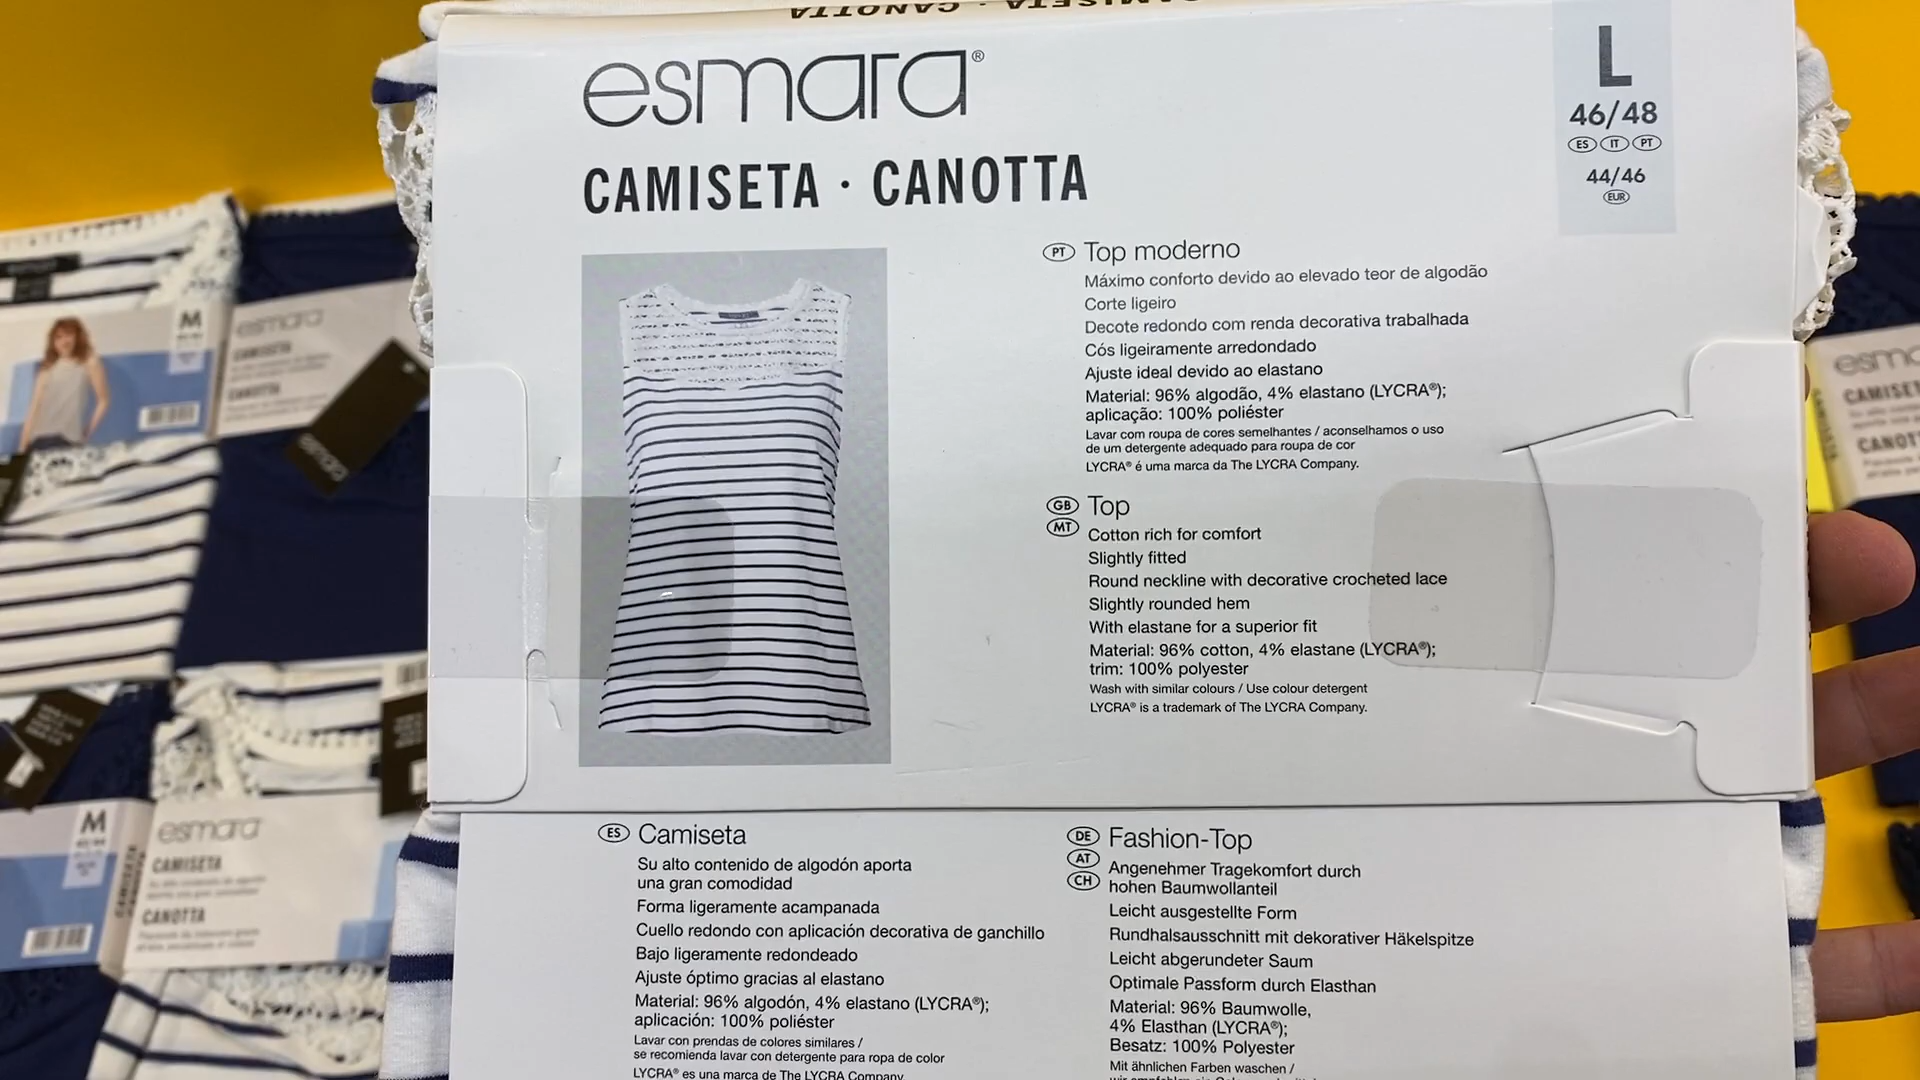 CAMISETA · CANOTTA
esmara®
CAMISETA · CANOTTA
L
46/48
ES IT PT
44/46
EUR
PT Top moderno
Máximo conforto devido ao elevado teor de algodão
Corte ligeiro
Decote redondo com renda decorativa trabalhada
Cós ligeiramente arredondado
Ajuste ideal devido ao elastano
Material: 96% algodão, 4% elastano (LYCRA®);
aplicação: 100% poliéster
Lavar com roupa de cores semelhantes / aconselhamos o uso
de um detergente adequado para roupa de cor
LYCRA® é uma marca da The LYCRA Company.
GB MT Top
Cotton rich for comfort
Slightly fitted
Round neckline with decorative crocheted lace
Slightly rounded hem
With elastane for a superior fit
Material: 96% cotton, 4% elastane (LYCRA®);
trim: 100% polyester
Wash with similar colours / Use colour detergent
LYCRA® is a trademark of The LYCRA Company.
ES Camiseta
Su alto contenido de algodón aporta
una gran comodidad
Forma ligeramente acampanada
Cuello redondo con aplicación decorativa de ganchillo
Bajo ligeramente redondeado
Ajuste óptimo gracias al elastano
Material: 96% algodón, 4% elastano (LYCRA®);
aplicación: 100% poliéster
Lavar con prendas de colores similares /
se recomienda lavar con detergente para ropa de color
LYCRA® es una marca de The LYCRA Company
DE AT CH Fashion-Top
Angenehmer Tragekomfort durch
hohen Baumwollanteil
Leicht ausgestellte Form
Rundhalsausschnitt mit dekorativer Häkelspitze
Leicht abgerundeter Saum
Optimale Passform durch Elasthan
Material: 96% Baumwolle,
4% Elasthan (LYCRA®);
Besatz: 100% Polyester
Mit ähnlichen Farben waschen /
M
esmara
CAMISETA
CANOTTA
esmara
M
esmara
CAMISETA
CANOTTA
CAMISETA